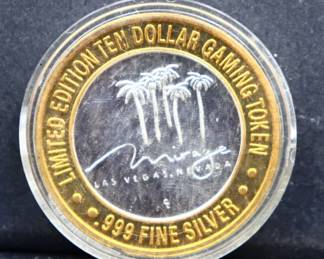 LIMITED EDITION TEN DOLLAR GAMING TOKEN
Mirage
LAS VEGAS, NEVADA
.999 FINE SILVER